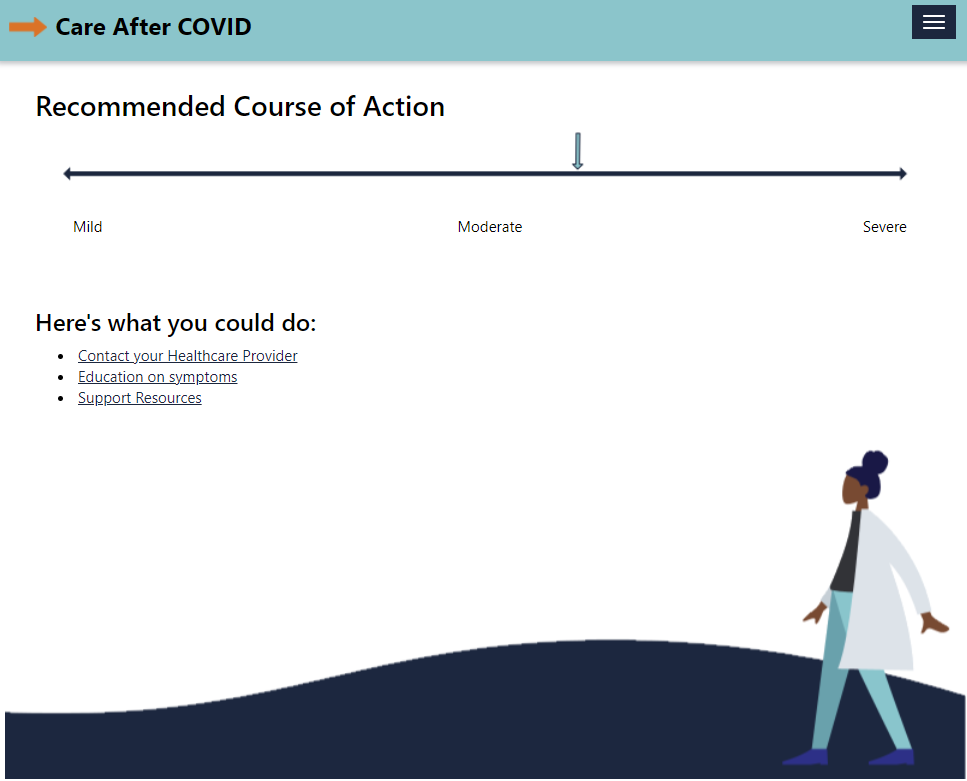 Care After COVID
Recommended Course of Action
Mild Moderate Severe
Here's what you could do:
Contact your Healthcare Provider
Education on symptoms
Support Resources